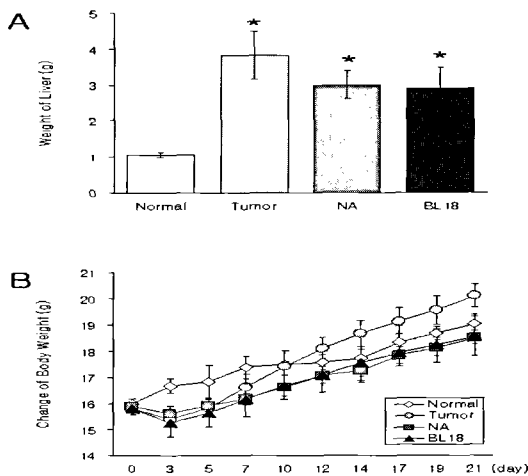 A
Weight of Liver (g)
5
4
3
2
1
0
* * *
Normal Tumor NA BL18
B
Change of Body Weight (g)
21
20
19
18
17
16
15
14
0 3 5 7 10 12 14 17 19 21 (day)
Normal
Tumor
NA
BL18